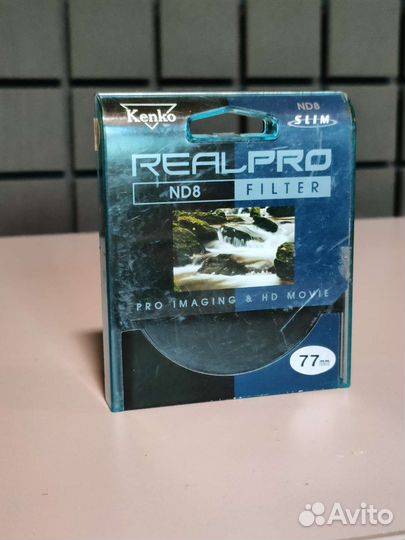 Kenko
ND8
SLIM
REALPRO
ND8 FILTER
PRO IMAGING & HD MOVIE
77mm
Avito